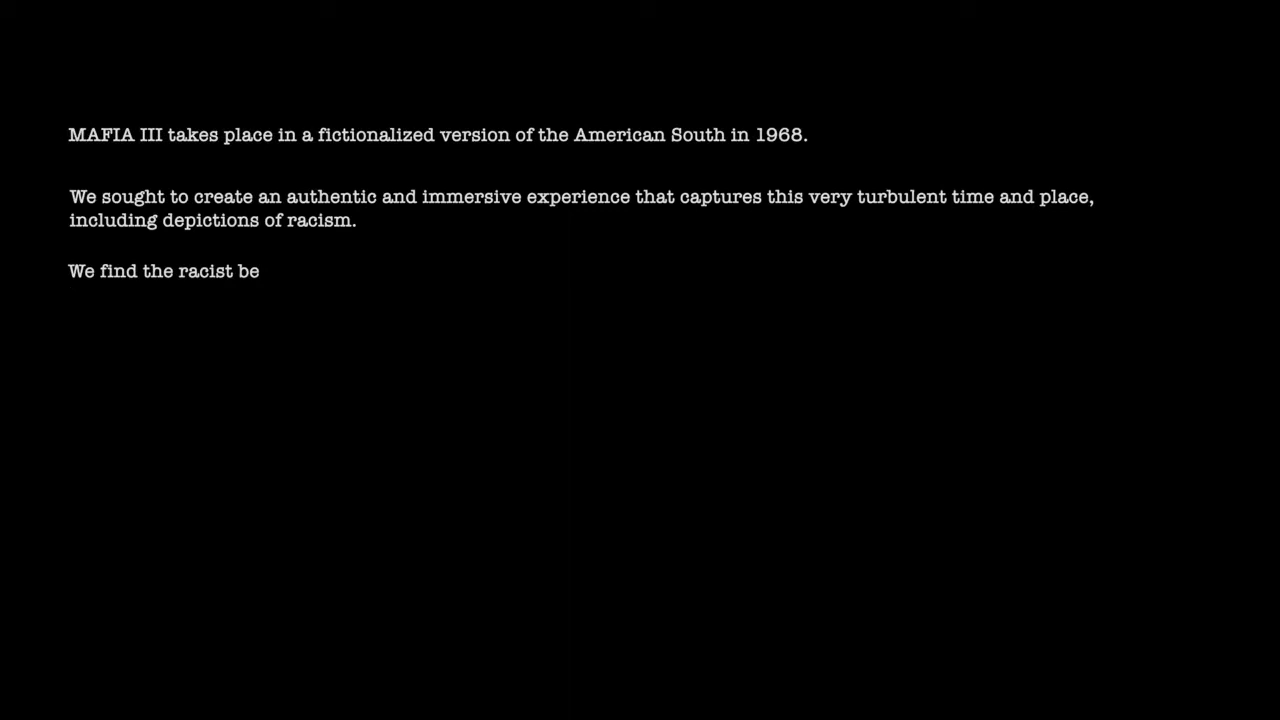 MAFIA III takes place in a fictionalized version of the American South in 1968.
We sought to create an authentic and immersive experience that captures this very turbulent time and place,
including depictions of racism.
We find the racist be